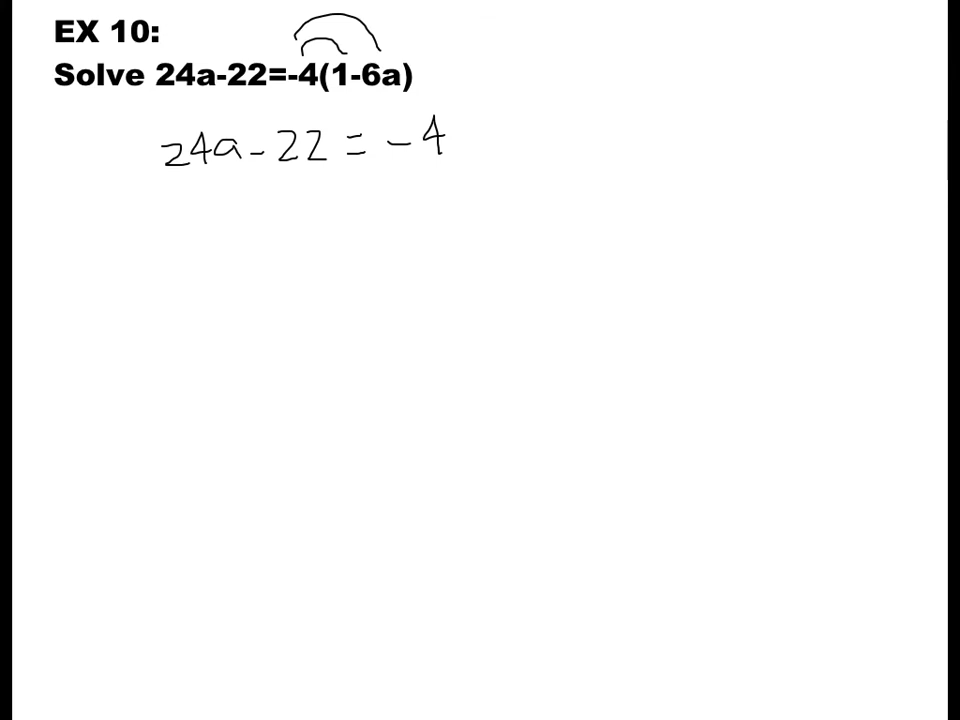 EX 10:
Solve 24a-22=-4(1-6a)
24a - 22 = - 4